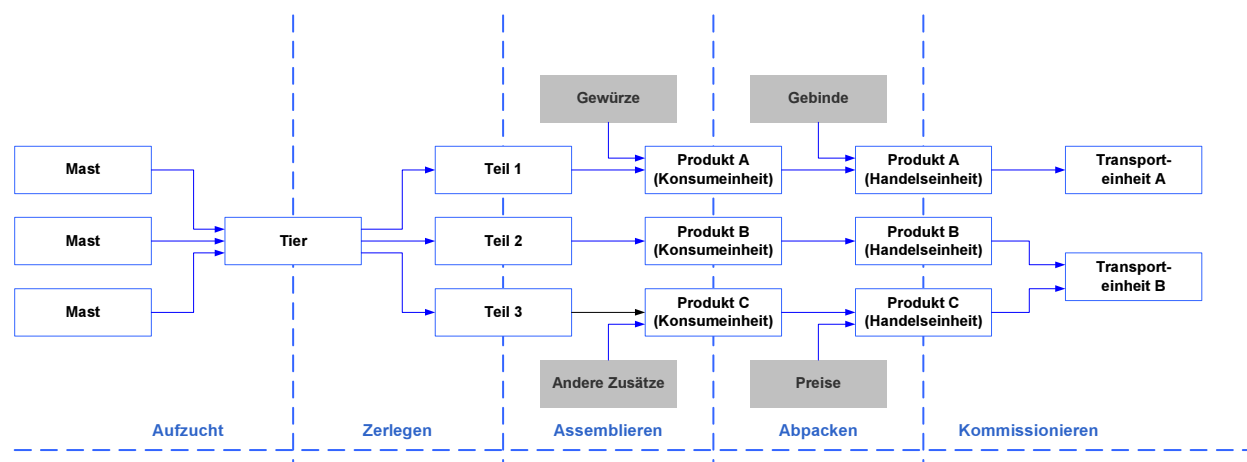 Gewürze
Gebinde
Mast
Teil 1
Produkt A
(Konsumeinheit)
Produkt A
(Handelseinheit)
Transport-
einheit A
Mast
Tier
Teil 2
Produkt B
(Konsumeinheit)
Produkt B
(Handelseinheit)
Transport-
einheit B
Mast
Teil 3
Produkt C
(Konsumeinheit)
Produkt C
(Handelseinheit)
Andere Zusätze
Preise
Aufzucht
Zerlegen
Assemblieren
Abpacken
Kommissionieren